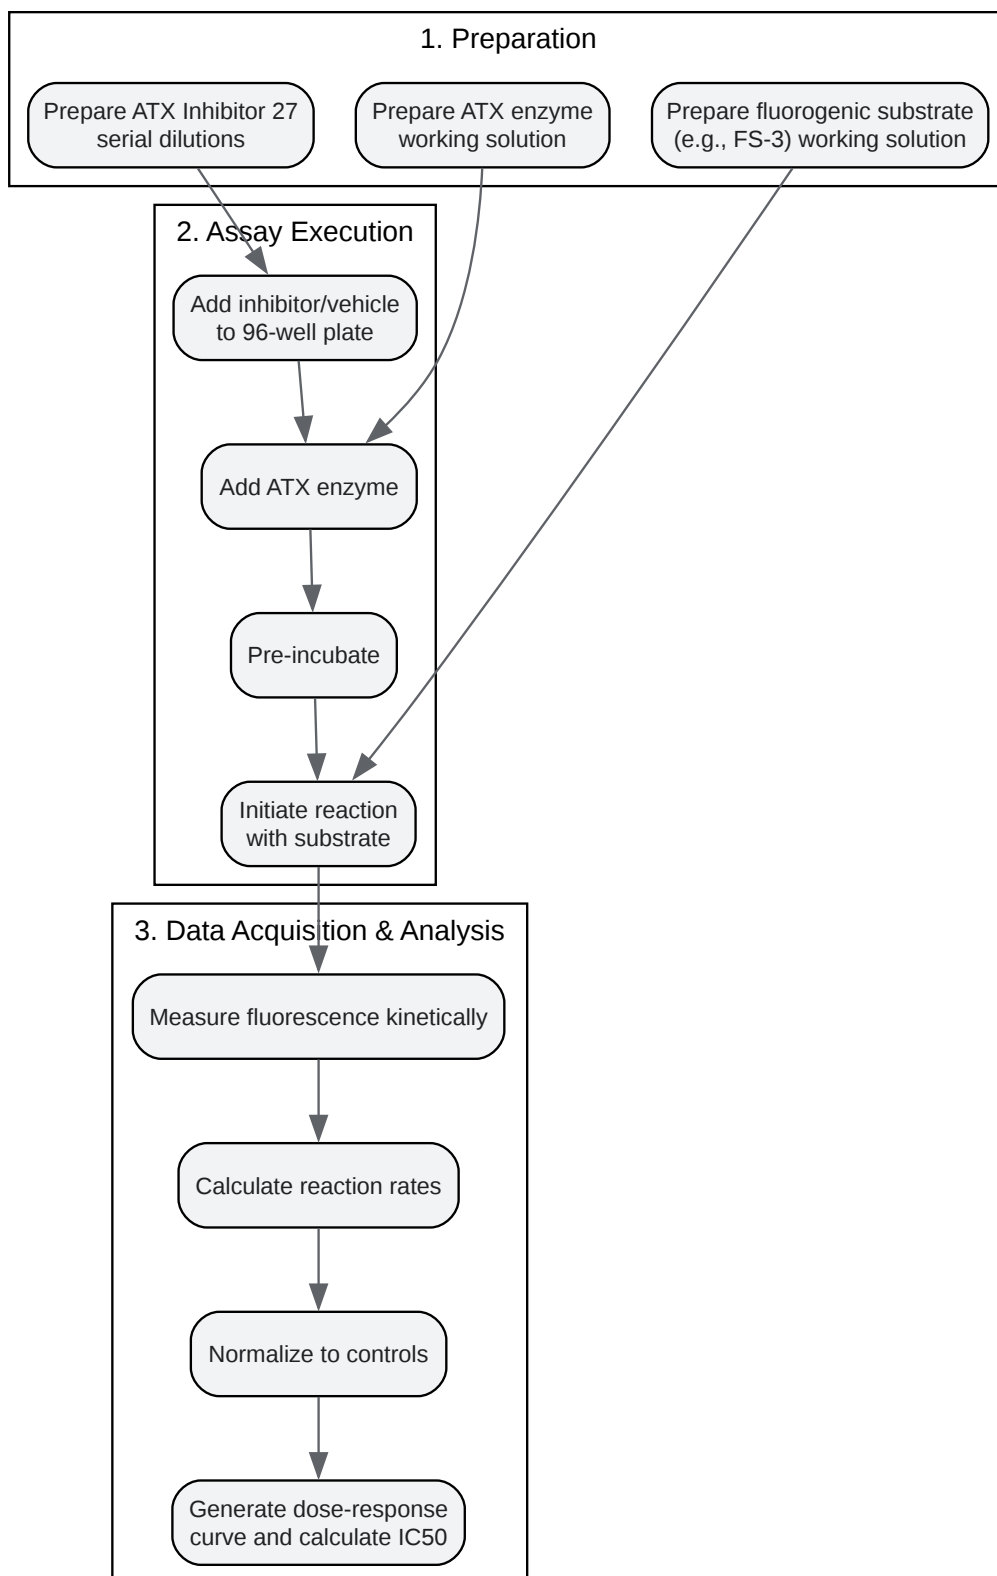 1. Preparation
Prepare ATX Inhibitor 27
serial dilutions
Prepare ATX enzyme
working solution
Prepare fluorogenic substrate
(e.g., FS-3) working solution
2. Assay Execution
Add inhibitor/vehicle
to 96-well plate
Add ATX enzyme
Pre-incubate
Initiate reaction
with substrate
3. Data Acquisition & Analysis
Measure fluorescence kinetically
Calculate reaction rates
Normalize to controls
Generate dose-response
curve and calculate IC50